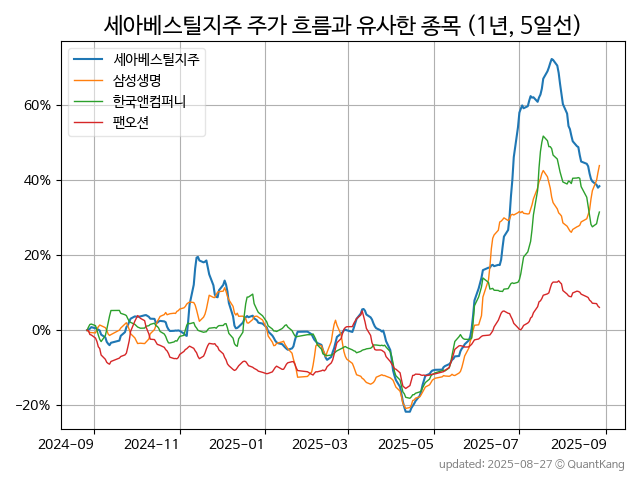 세아베스틸지주 주가 흐름과 유사한 종목 (1년, 5일선)
세아베스틸지주
삼성생명
한국앤컴퍼니
팬오션
60%
40%
20%
0%
−20%
2024-09 2024-11 2025-01 2025-03 2025-05 2025-07 2025-09
updated: 2025-08-27 © QuantKang